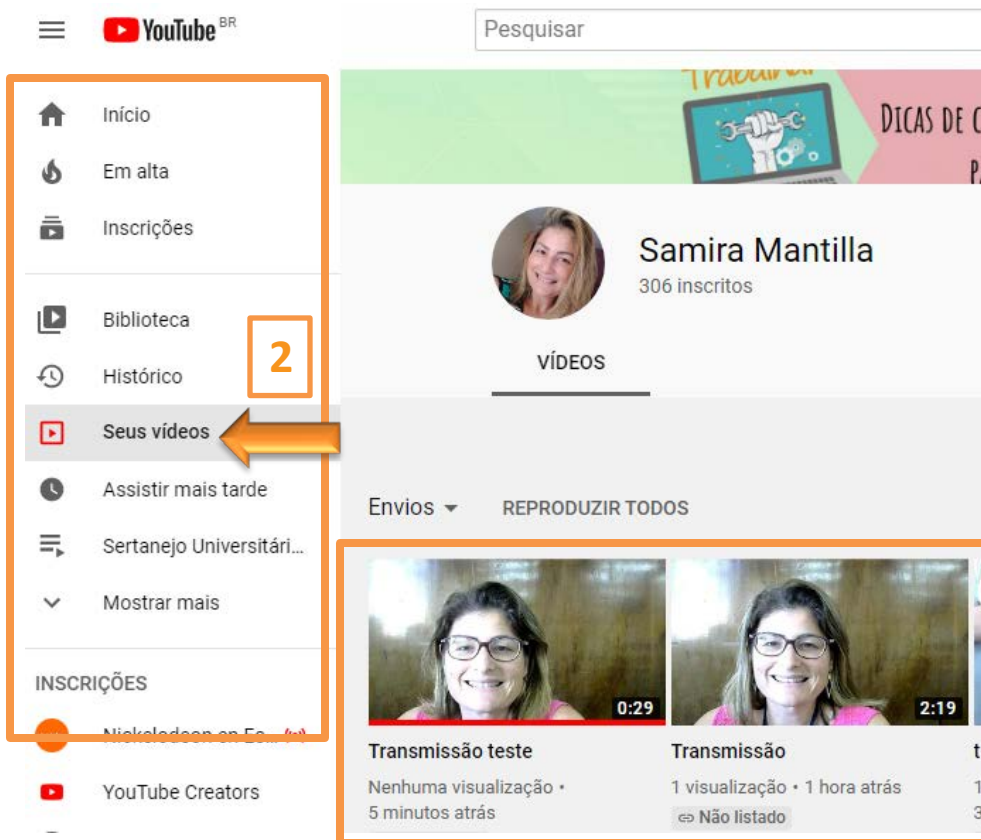 YouTube BR
Pesquisar
Início
Em alta
Inscrições
Biblioteca
Histórico
Seus vídeos
Assistir mais tarde
Sertanejo Universitári...
Mostrar mais
INSCRIÇÕES
YouTube Creators
2
DICAS DE
Samira Mantilla
306 inscritos
VÍDEOS
Envios
REPRODUZIR TODOS
0:29
2:19
Transmissão teste
Nenhuma visualização •
5 minutos atrás
Transmissão
1 visualização • 1 hora atrás
Não listado